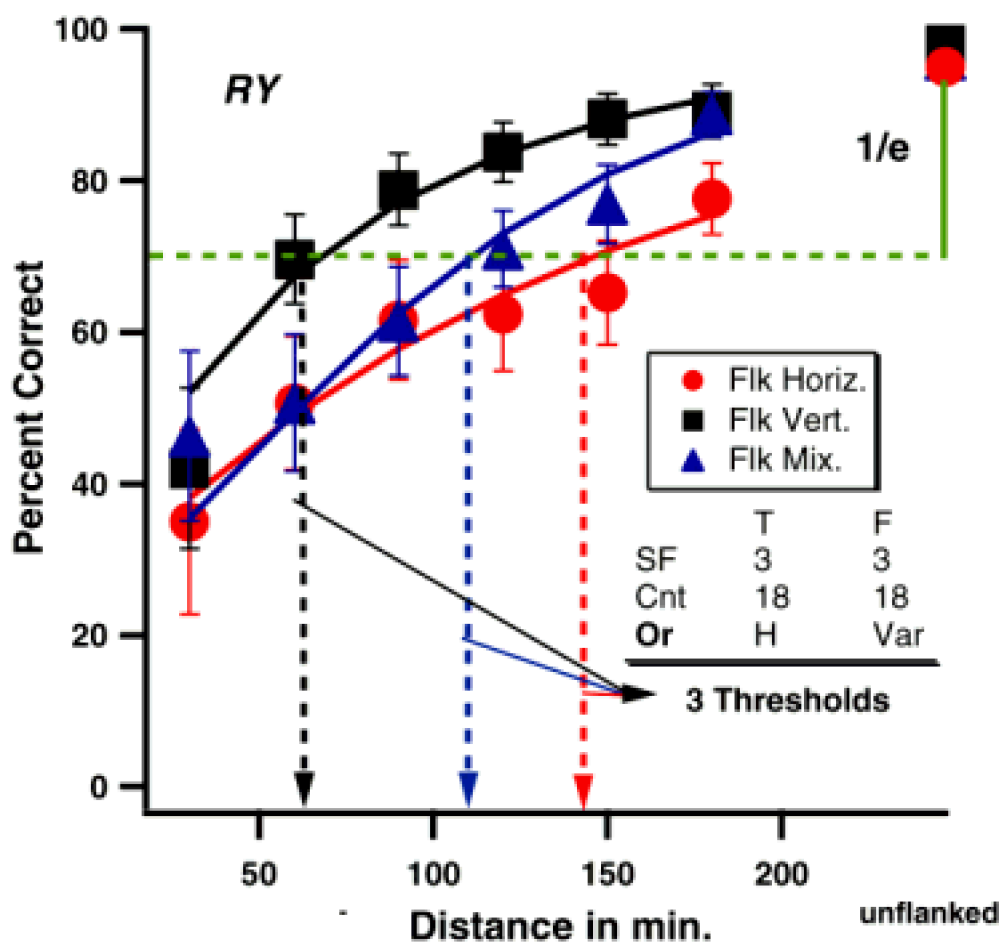 100
RY
1/e
80
60
40
20
0
Percent Correct
Flk Horiz.
Flk Vert.
Flk Mix.
T F
SF 3 3
Cnt 18 18
Or H Var
3 Thresholds
50 100 150 200
unflanked
Distance in min.